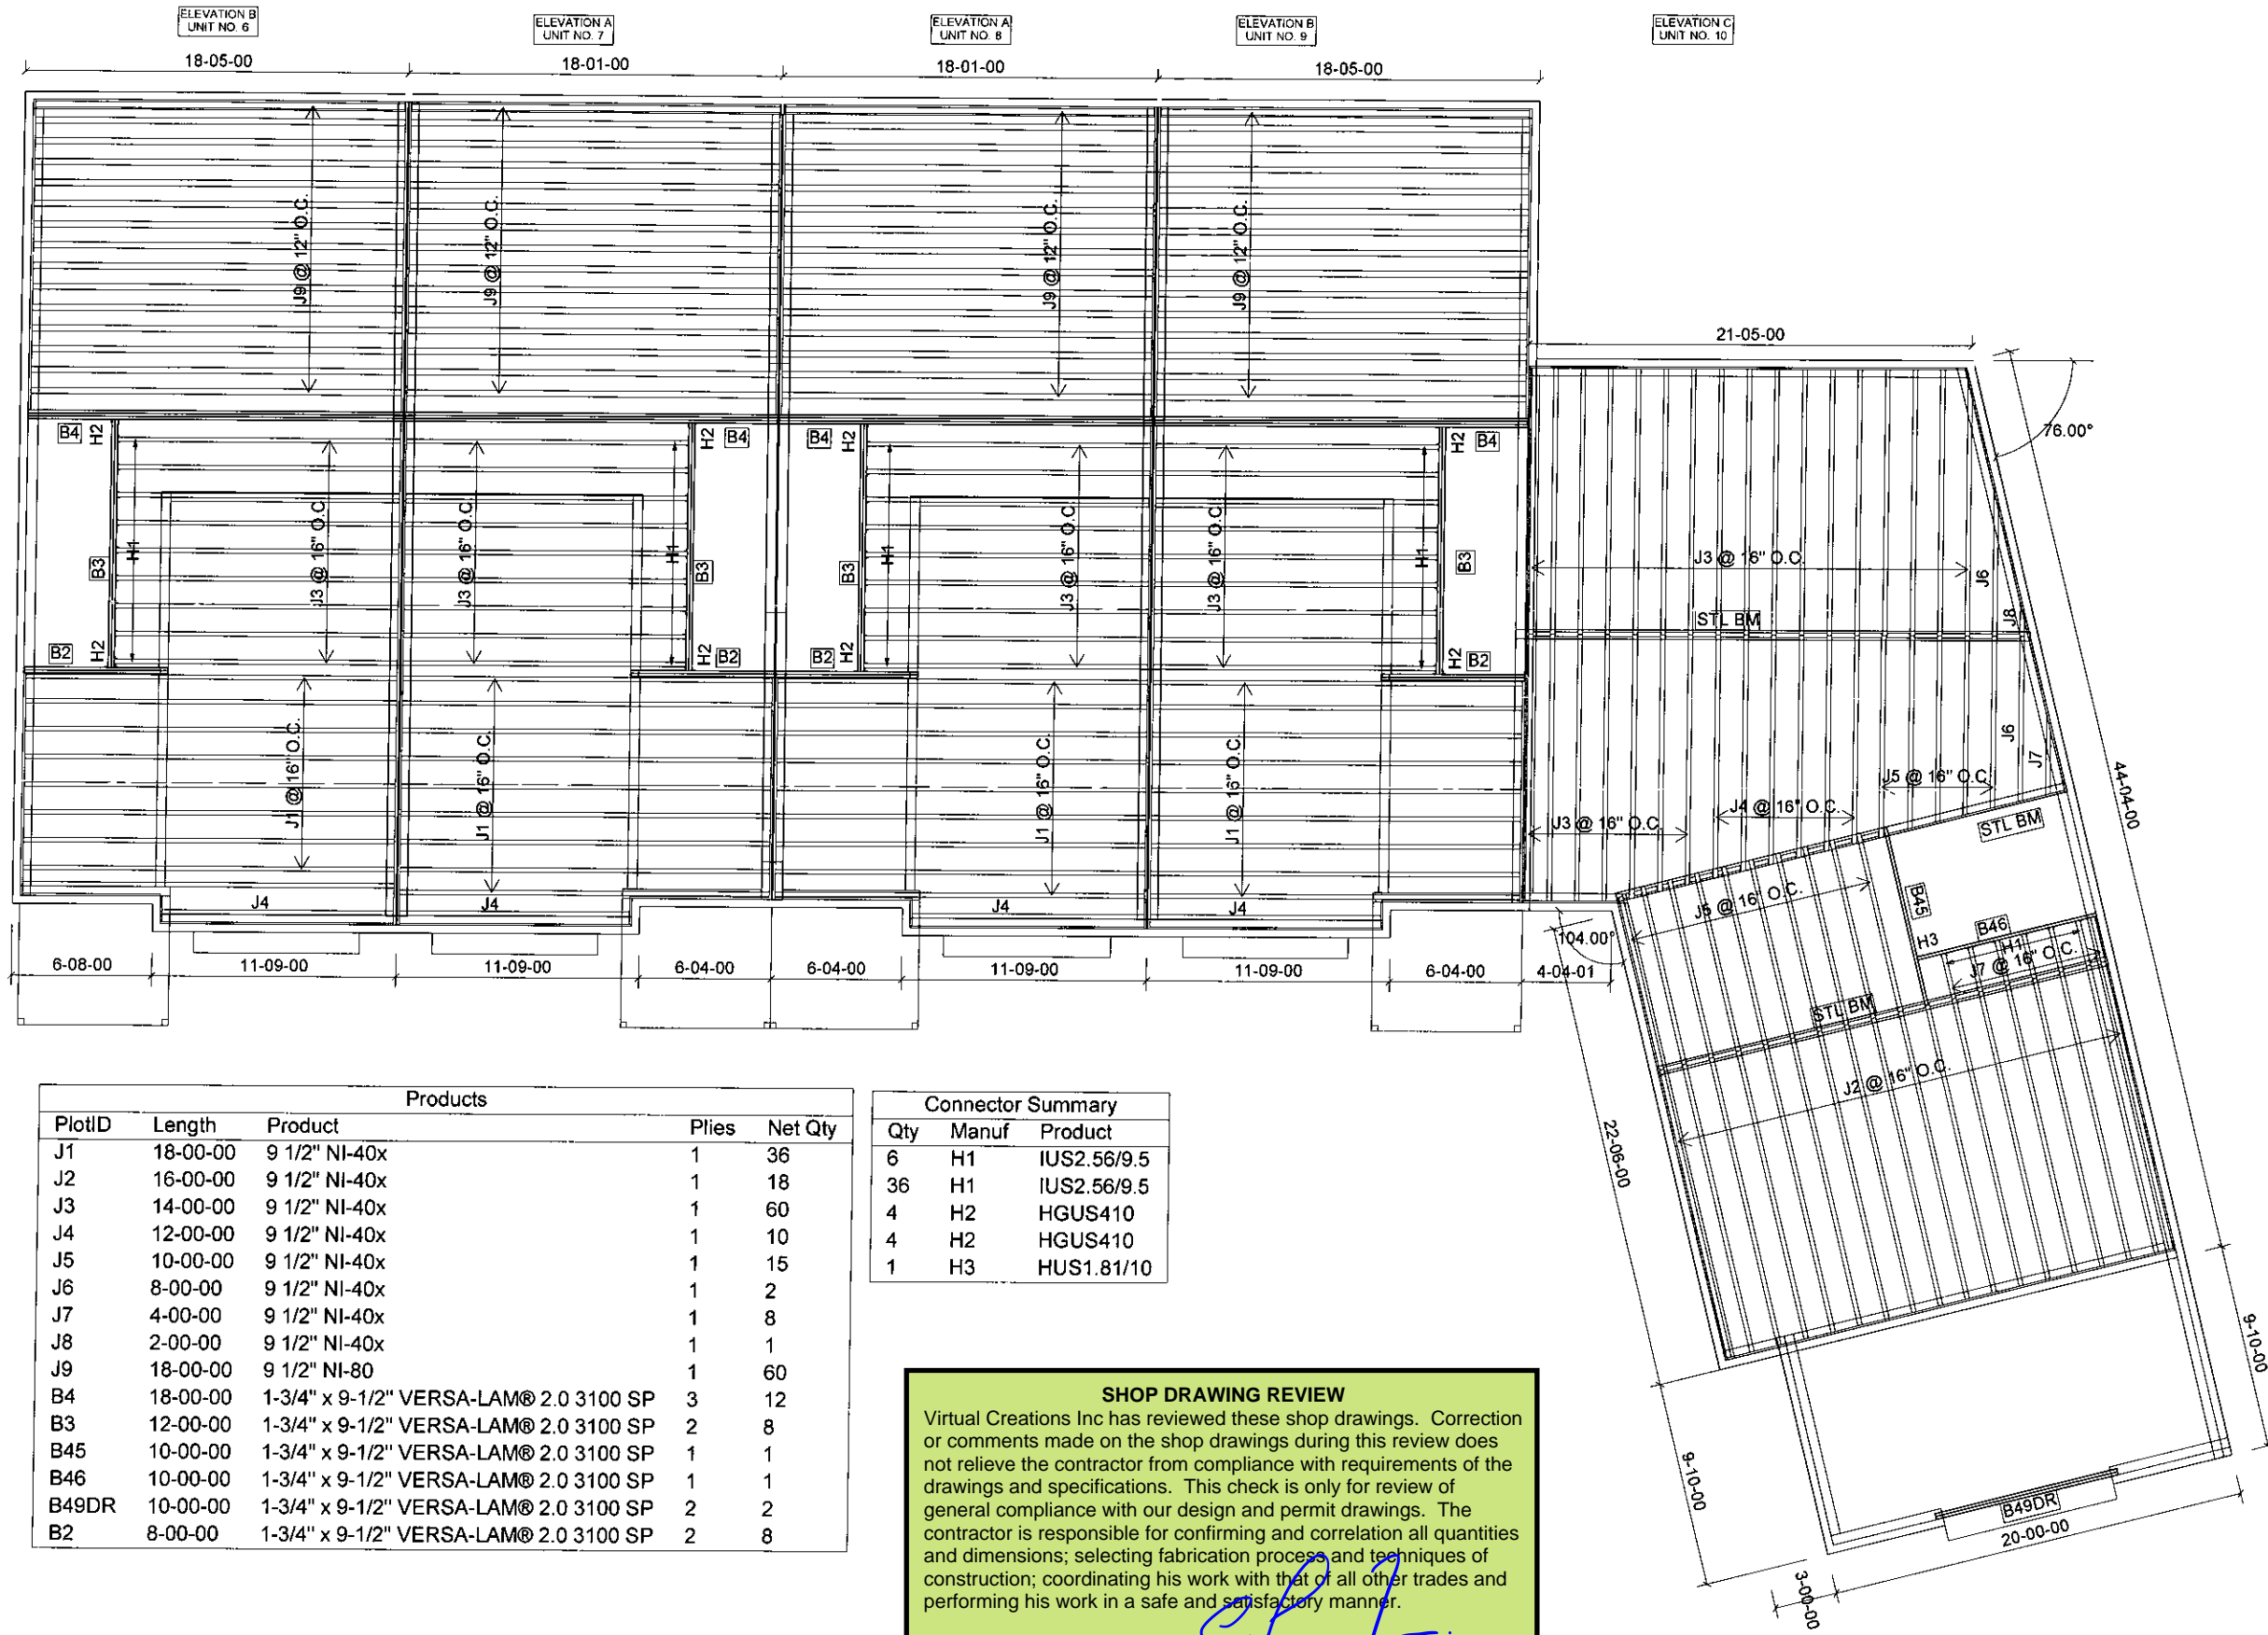 ELEVATION B
UNIT NO. 6
ELEVATION A
UNIT NO. 7
ELEVATION A
UNIT NO. 8
ELEVATION B
UNIT NO. 9
ELEVATION C
UNIT NO. 10
18-05-00
18-01-00
18-01-00
18-05-00
21-05-00
76.00°
J9 @ 12" O.C.
J9 @ 12" O.C.
J9 @ 12" O.C.
J9 @ 12" O.C.
B4
H2
H2
B4
B4
H2
H2
B4
J3 @ 16" O.C.
J3 @ 16" O.C.
J3 @ 16" O.C.
J3 @ 16" O.C.
H1
H1
H1
H1
B3
B3
B3
B3
B2
H2
H2
B2
B2
H2
H2
B2
J1 @ 16" O.C.
J1 @ 16" O.C.
J1 @ 16" O.C.
J1 @ 16" O.C.
J4
J4
J4
J4
J3 @ 16" O.C.
J6
STL BM
J8
J6
J7
J5 @ 16" O.C.
J4 @ 16" O.C.
J3 @ 16" O.C.
STL BM
44-04-00
J5 @ 16" O.C.
B45
B46
H3
H1
J7 @ 16" O.C.
104.00°
STL BM
J2 @ 16" O.C.
6-08-00
11-09-00
11-09-00
6-04-00
6-04-00
11-09-00
11-09-00
6-04-00
4-04-01
22-06-00
9-10-00
9-10-00
B49DR
20-00-00
3-00-00
Products
PlotID Length Product Plies Net Qty
J1 18-00-00 9 1/2" NI-40x 1 36
J2 16-00-00 9 1/2" NI-40x 1 18
J3 14-00-00 9 1/2" NI-40x 1 60
J4 12-00-00 9 1/2" NI-40x 1 10
J5 10-00-00 9 1/2" NI-40x 1 15
J6 8-00-00 9 1/2" NI-40x 1 2
J7 4-00-00 9 1/2" NI-40x 1 8
J8 2-00-00 9 1/2" NI-40x 1 1
J9 18-00-00 9 1/2" NI-80 1 60
B4 18-00-00 1-3/4" x 9-1/2" VERSA-LAM® 2.0 3100 SP 3 12
B3 12-00-00 1-3/4" x 9-1/2" VERSA-LAM® 2.0 3100 SP 2 8
B45 10-00-00 1-3/4" x 9-1/2" VERSA-LAM® 2.0 3100 SP 1 1
B46 10-00-00 1-3/4" x 9-1/2" VERSA-LAM® 2.0 3100 SP 1 1
B49DR 10-00-00 1-3/4" x 9-1/2" VERSA-LAM® 2.0 3100 SP 2 2
B2 8-00-00 1-3/4" x 9-1/2" VERSA-LAM® 2.0 3100 SP 2 8
Connector Summary
Qty Manuf Product
6 H1 IUS2.56/9.5
36 H1 IUS2.56/9.5
4 H2 HGUS410
4 H2 HGUS410
1 H3 HUS1.81/10
SHOP DRAWING REVIEW
Virtual Creations Inc has reviewed these shop drawings. Correction
or comments made on the shop drawings during this review does
not relieve the contractor from compliance with requirements of the
drawings and specifications. This check is only for review of
general compliance with our design and permit drawings. The
contractor is responsible for confirming and correlation all quantities
and dimensions; selecting fabrication process and techniques of
construction; coordinating his work with that of all other trades and
performing his work in a safe and satisfactory manner.